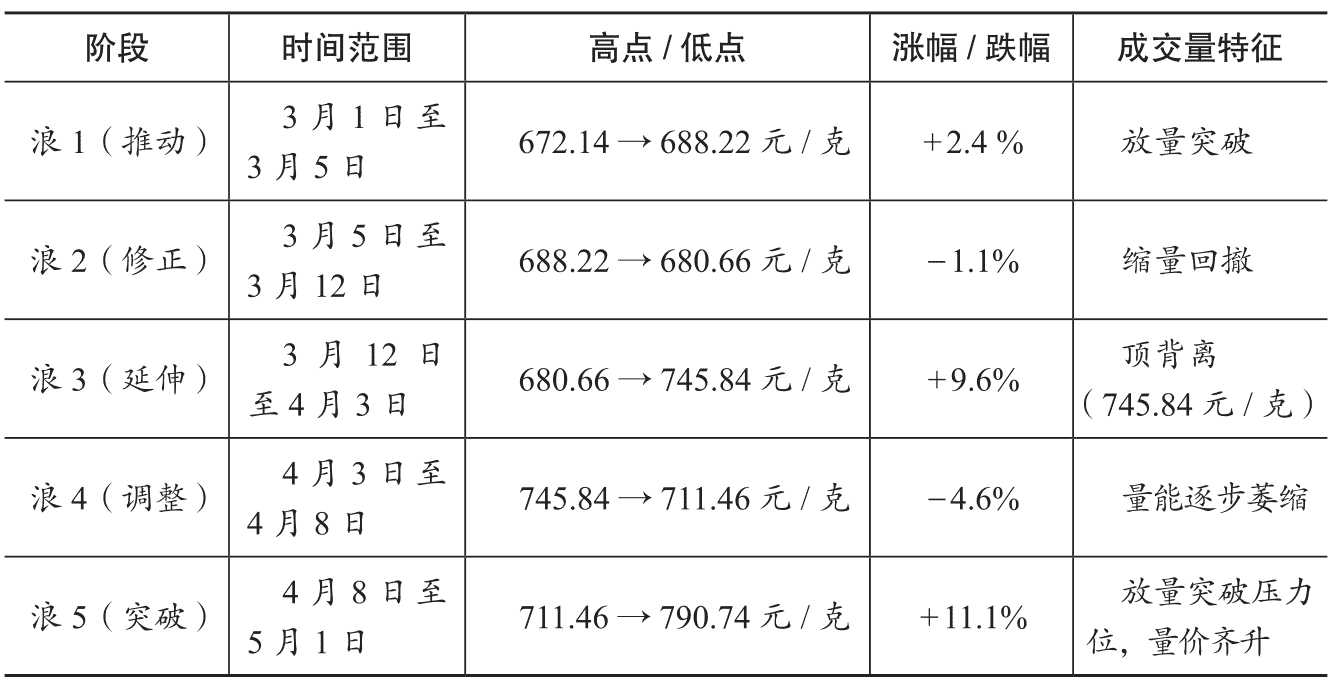 阶段 时间范围 高点 / 低点 涨幅 / 跌幅 成交量特征
浪 1（推动） 3 月 1 日至 672.14 → 688.22 元 / 克 +2.4 % 放量突破
3 月 5 日
浪 2（修正） 3 月 5 日至 688.22 → 680.66 元 / 克 −1.1% 缩量回撤
3 月 12 日
浪 3（延伸） 3 月 12 日 680.66 → 745.84 元 / 克 +9.6% 顶背离
至 4 月 3 日 （745.84 元 / 克）
浪 4（调整） 4 月 3 日至 745.84 → 711.46 元 / 克 −4.6% 量能逐步萎缩
4 月 8 日
浪 5（突破） 4 月 8 日至 711.46 → 790.74 元 / 克 +11.1% 放量突破压力
5 月 1 日 位，量价齐升